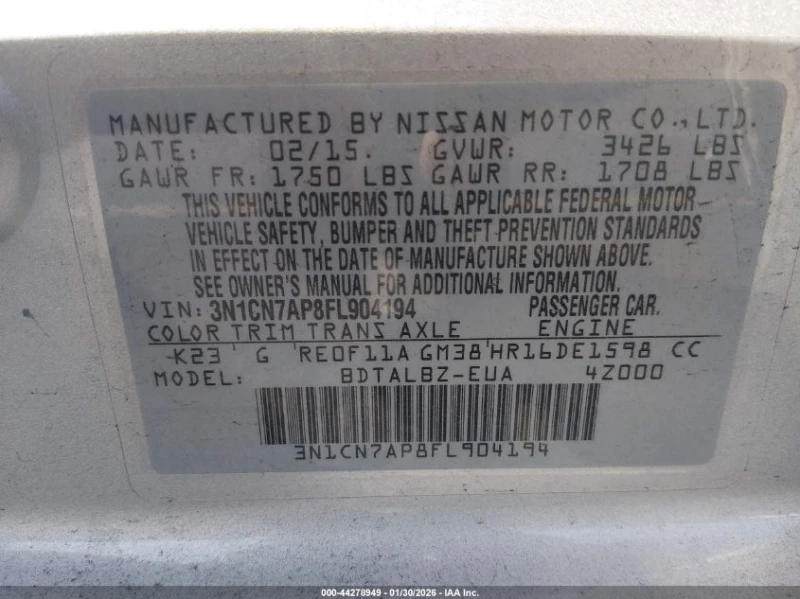 MANUFACTURED BY NISSAN MOTOR CO., LTD.
DATE: 02/15. GVWR: 3426 LBS
GAWR FR: 1750 LBS GAWR RR: 1708 LBS
THIS VEHICLE CONFORMS TO ALL APPLICABLE FEDERAL MOTOR
VEHICLE SAFETY, BUMPER AND THEFT PREVENTION STANDARDS
IN EFFECT ON THE DATE OF MANUFACTURE SHOWN ABOVE.
SEE OWNER'S MANUAL FOR ADDITIONAL INFORMATION.
VIN: 3N1CN7AP8FL904194 PASSENGER CAR.
COLOR TRIM TRANS AXLE ENGINE
K23 ' G 'RE0F11A GM38'HR16DE1598 CC
MODEL: BDTALBZ-EUA 4Z000
3N1CN7AP8FL904194
000-44278949 | 01/30/2026 - IAA Inc.